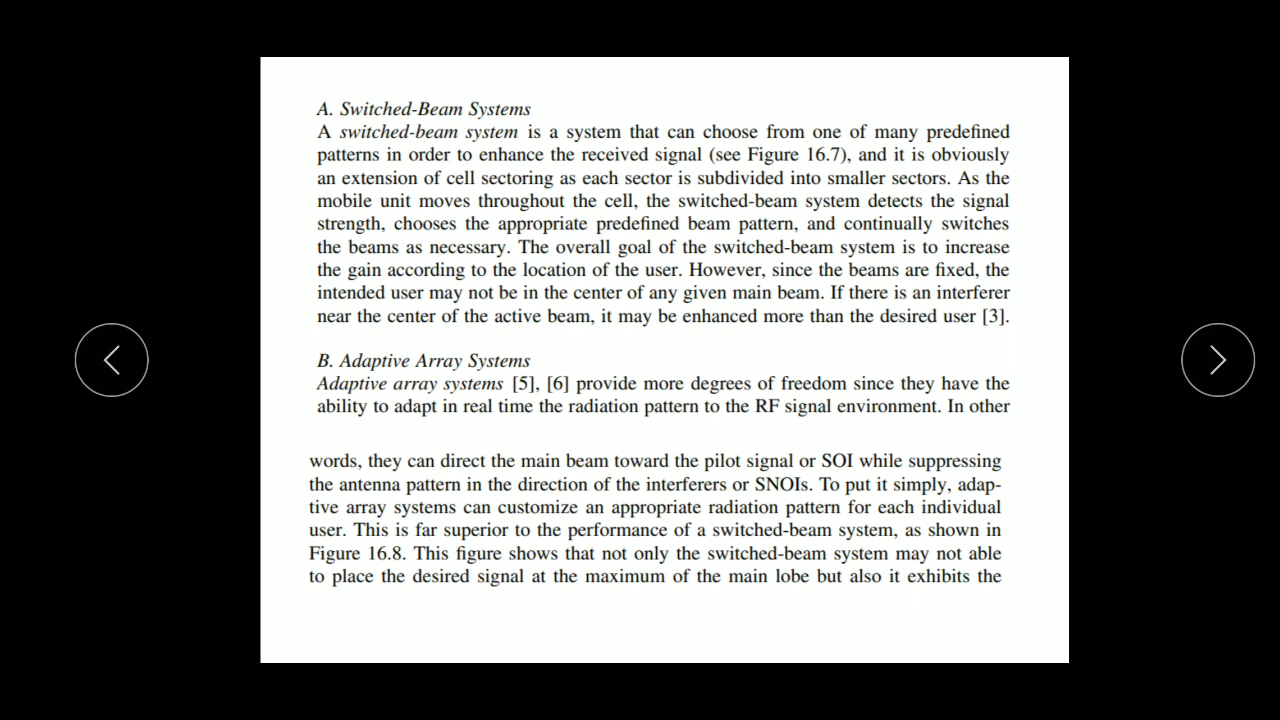 A. Switched-Beam Systems
A switched-beam system is a system that can choose from one of many predefined
patterns in order to enhance the received signal (see Figure 16.7), and it is obviously
an extension of cell sectoring as each sector is subdivided into smaller sectors. As the
mobile unit moves throughout the cell, the switched-beam system detects the signal
strength, chooses the appropriate predefined beam pattern, and continually switches
the beams as necessary. The overall goal of the switched-beam system is to increase
the gain according to the location of the user. However, since the beams are fixed, the
intended user may not be in the center of any given main beam. If there is an interferer
near the center of the active beam, it may be enhanced more than the desired user [3].
B. Adaptive Array Systems
Adaptive array systems [5], [6] provide more degrees of freedom since they have the
ability to adapt in real time the radiation pattern to the RF signal environment. In other
words, they can direct the main beam toward the pilot signal or SOI while suppressing
the antenna pattern in the direction of the interferers or SNOIs. To put it simply, adap-
tive array systems can customize an appropriate radiation pattern for each individual
user. This is far superior to the performance of a switched-beam system, as shown in
Figure 16.8. This figure shows that not only the switched-beam system may not able
to place the desired signal at the maximum of the main lobe but also it exhibits the